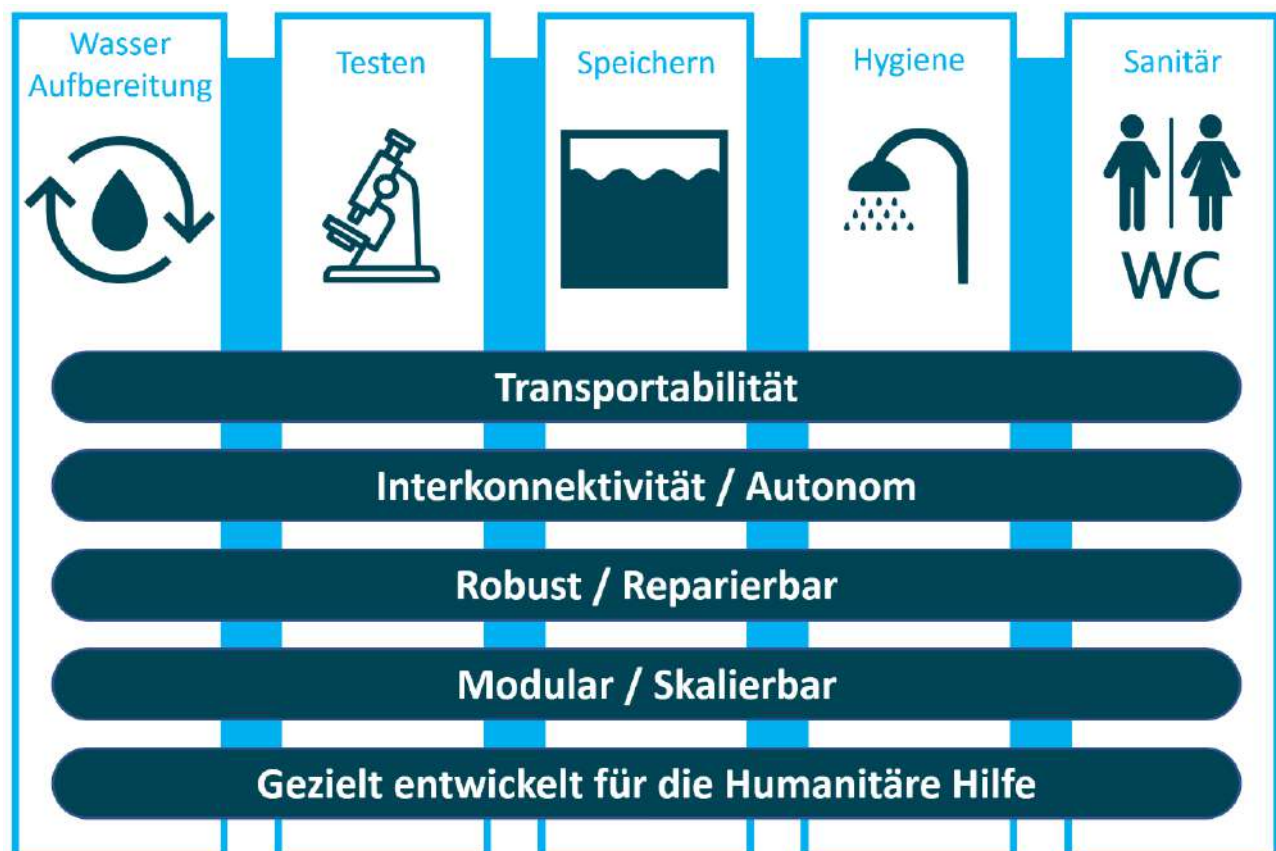 Wasser
Aufbereitung
Testen
Speichern
Hygiene
Sanitär
WC
Transportabilität
Interkonnektivität / Autonom
Robust / Reparierbar
Modular / Skalierbar
Gezielt entwickelt für die Humanitäre Hilfe